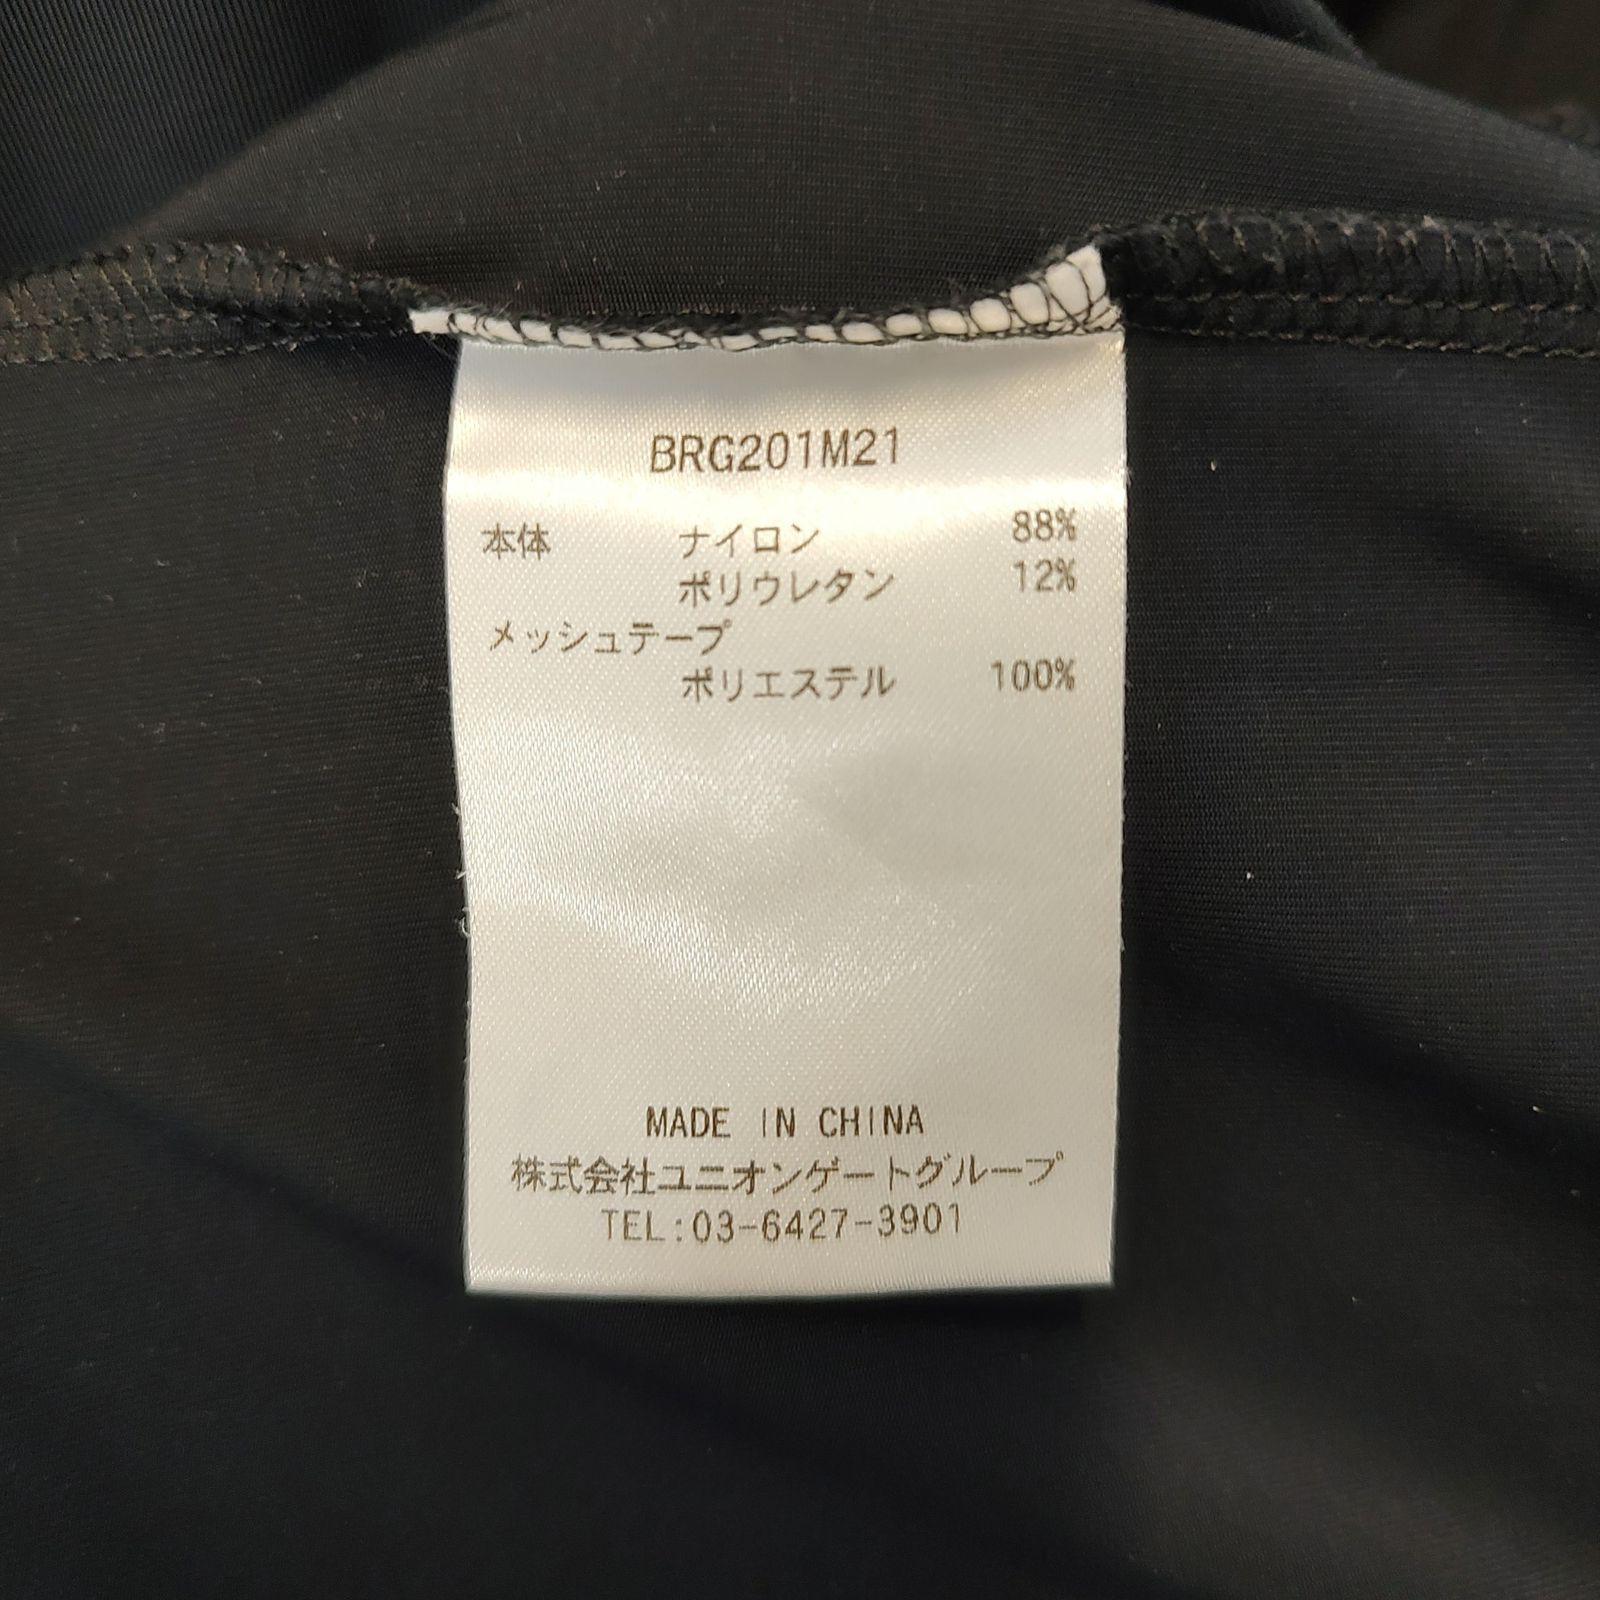 BRG201M21
本体 ナイロン 88%
ポリウレタン 12%
メッシュテープ
ポリエステル 100%
MADE IN CHINA
株式会社ユニオンゲートグループ
TEL:03-6427-3901